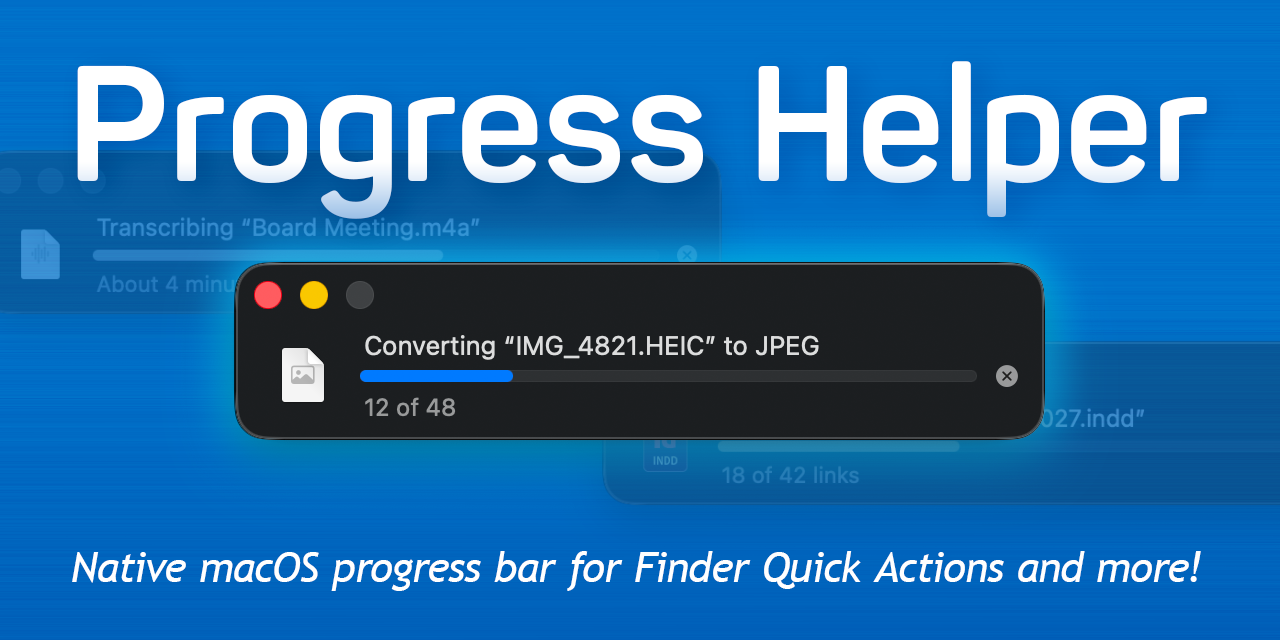 Progress Helper
Transcribing “Board Meeting.m4a”
About 4 minu
Converting “IMG_4821.HEIC” to JPEG
12 of 48
027.indd”
INDD
18 of 42 links
Native macOS progress bar for Finder Quick Actions and more!